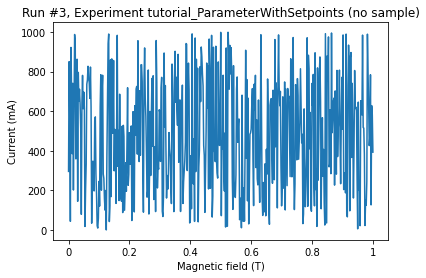 Run #3, Experiment tutorial_ParameterWithSetpoints (no sample)
Current (mA)
1000
800
600
400
200
0
0 0.2 0.4 0.6 0.8 1
Magnetic field (T)